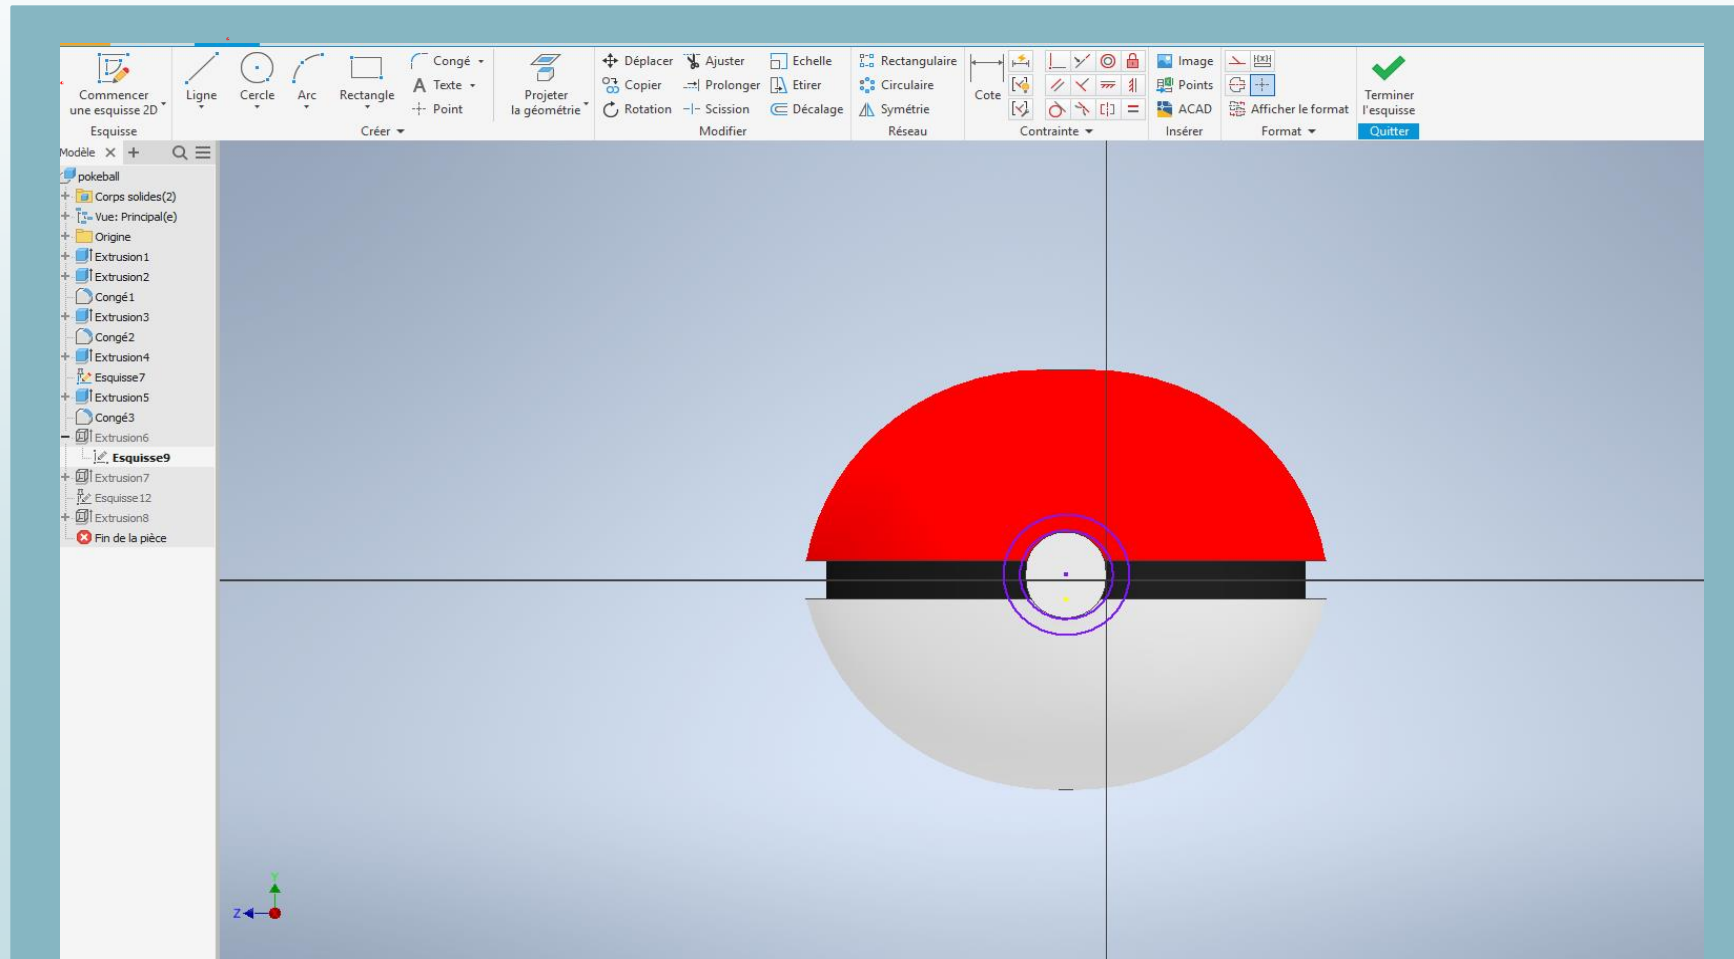 Commencer
une esquisse 2D
Esquisse
Ligne
Cercle
Arc
Rectangle
Congé
A Texte
Point
Créer
Projeter
la géométrie
Déplacer
Ajuster
Echelle
Copier
Prolonger
Etirer
Rotation
Scission
Décalage
Modifier
Rectangulaire
Circulaire
Symétrie
Réseau
Cote
Contrainte
Image
Points
ACAD
Insérer
Afficher le format
Format
Terminer
l'esquisse
Quitter
Modèle
pokeball
Corps solides(2)
Vue: Principal(e)
Origine
Extrusion1
Extrusion2
Congé1
Extrusion3
Congé2
Extrusion4
Esquisse7
Extrusion5
Congé3
Extrusion6
Esquisse9
Extrusion7
Esquisse12
Extrusion8
Fin de la pièce
Y
Z